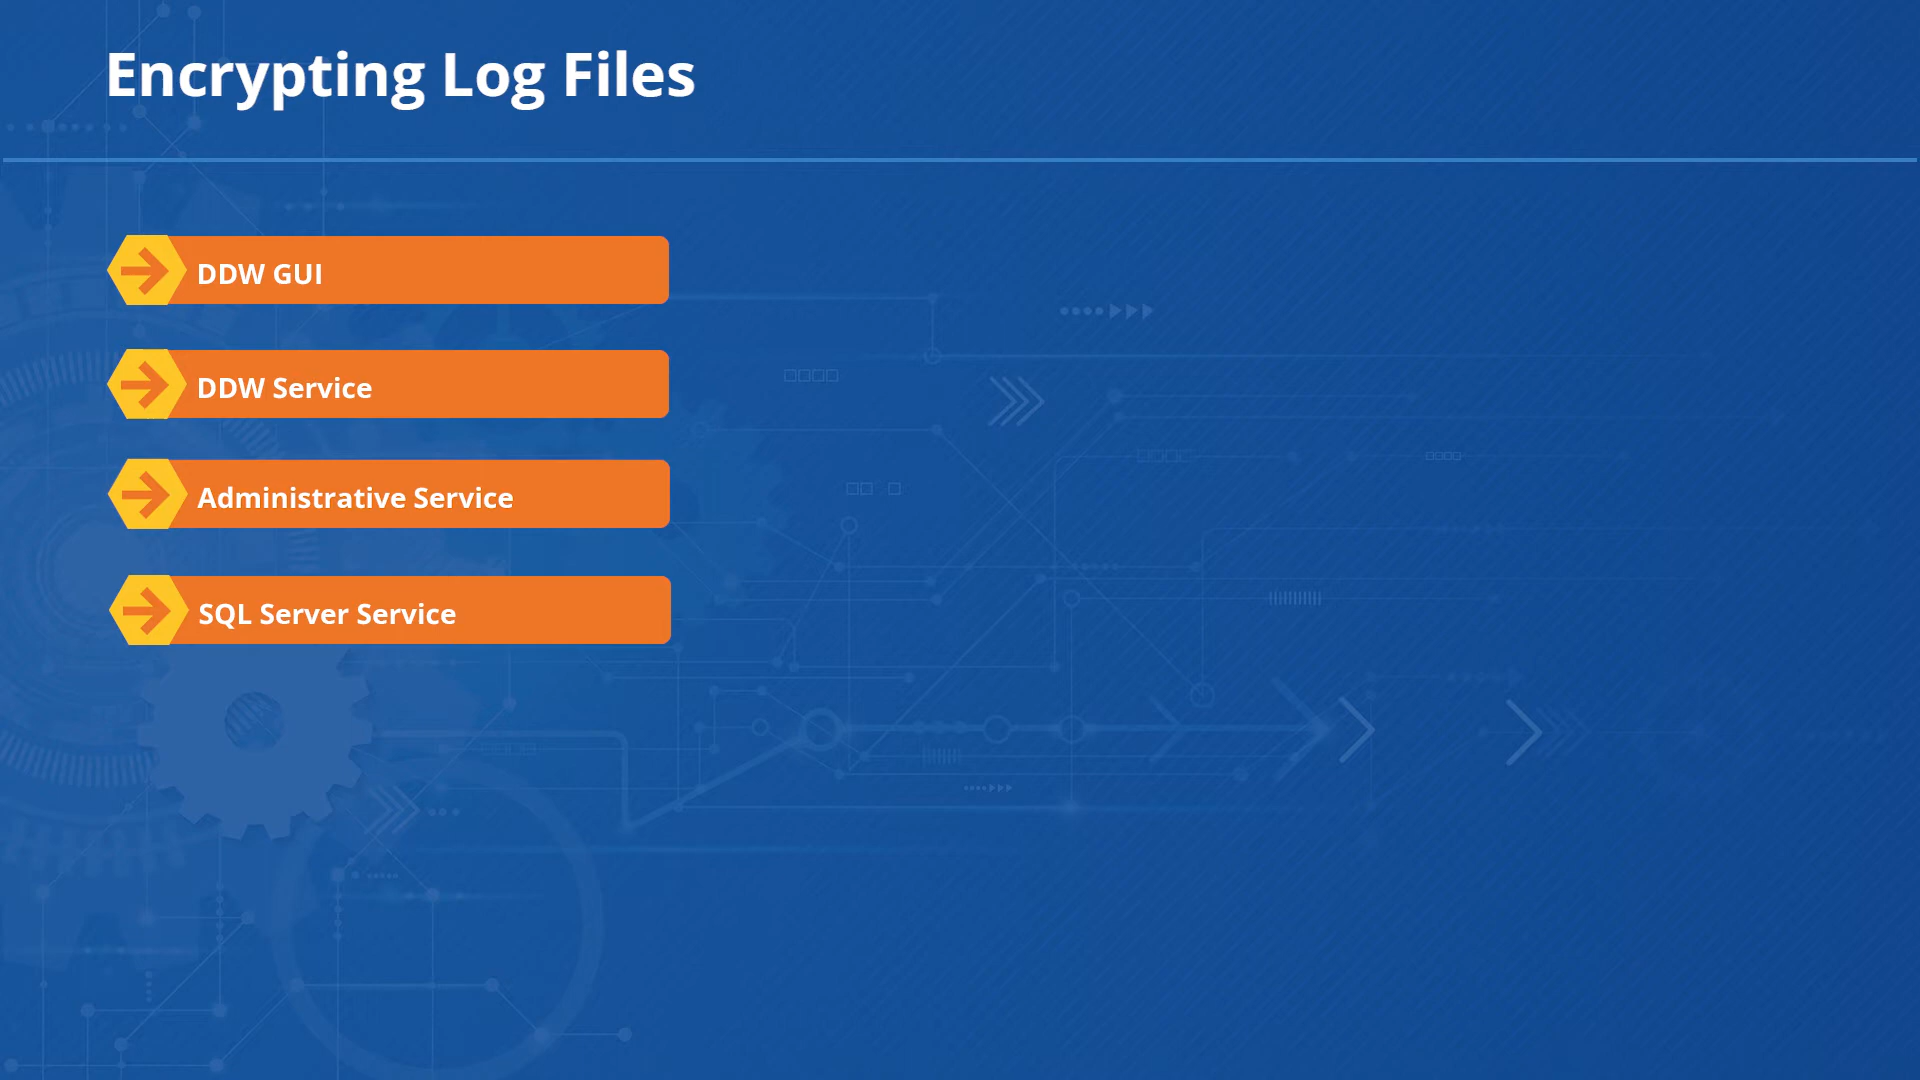 Encrypting Log Files
DDW GUI
DDW Service
Administrative Service
SQL Server Service